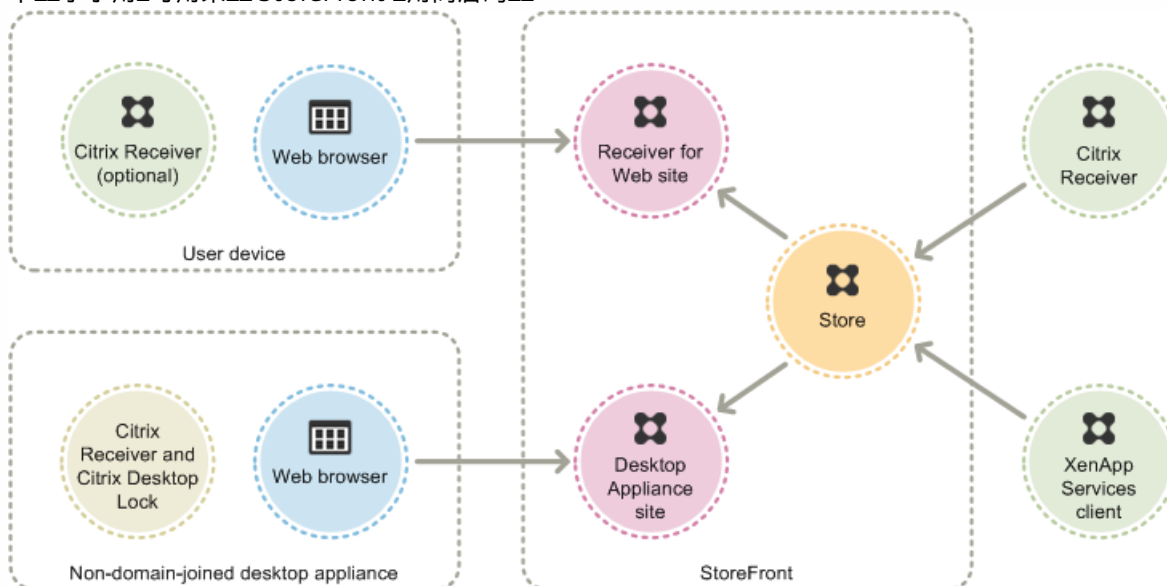 Citrix Receiver
(optional)
Web browser
User device
Receiver for
Web site
Citrix
Receiver
Store
Citrix
Receiver and
Citrix Desktop
Lock
Web browser
Non-domain-joined desktop appliance
Desktop
Appliance
site
StoreFront
XenApp
Services
client